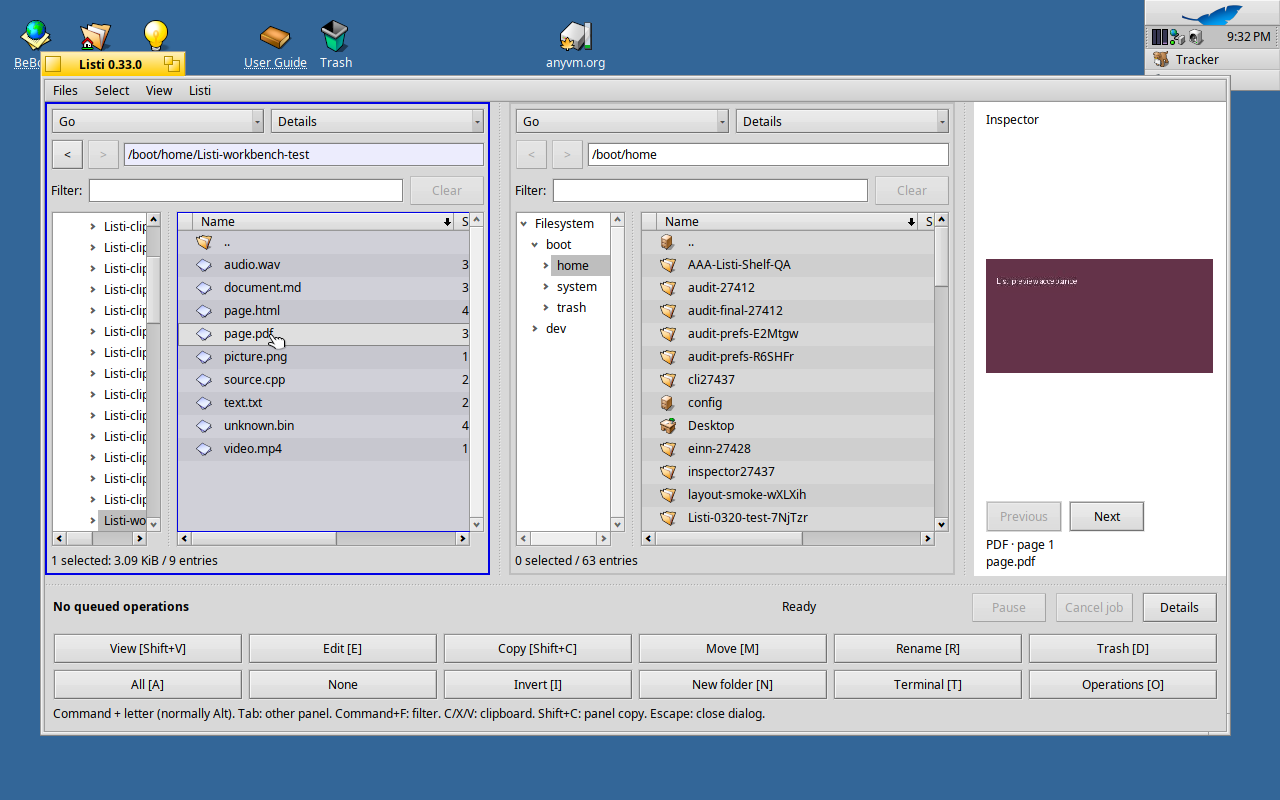 BeBo
User Guide
Trash
anyvm.org
9:32 PM
Tracker
Listi 0.33.0
Files Select View Listi
Go Details
< > /boot/home/Listi-workbench-test
Filter: Clear
Listi-clip
Listi-clip
Listi-clip
Listi-clip
Listi-clip
Listi-clip
Listi-clip
Listi-clip
Listi-clip
Listi-clip
Listi-clip
Listi-clip
Listi-clip
Listi-clip
Listi-wo
Name S
..
audio.wav 3
document.md 3
page.html 4
page.pdf 3
picture.png 1
source.cpp 2
text.txt 2
unknown.bin 4
video.mp4 1
1 selected: 3.09 KiB / 9 entries
Go Details
< > /boot/home
Filter: Clear
Filesystem
boot
home
system
trash
dev
Name S
..
AAA-Listi-Shelf-QA
audit-27412
audit-final-27412
audit-prefs-E2Mtgw
audit-prefs-R6SHFr
cli27437
config
Desktop
einn-27428
inspector27437
layout-smoke-wXLXih
Listi-0320-test-7NjTzr
0 selected / 63 entries
Inspector
Listi preview acceptance
Previous Next
PDF · page 1
page.pdf
No queued operations Ready Pause Cancel job Details
View [Shift+V] Edit [E] Copy [Shift+C] Move [M] Rename [R] Trash [D]
All [A] None Invert [I] New folder [N] Terminal [T] Operations [O]
Command + letter (normally Alt). Tab: other panel. Command+F: filter. C/X/V: clipboard. Shift+C: panel copy. Escape: close dialog.